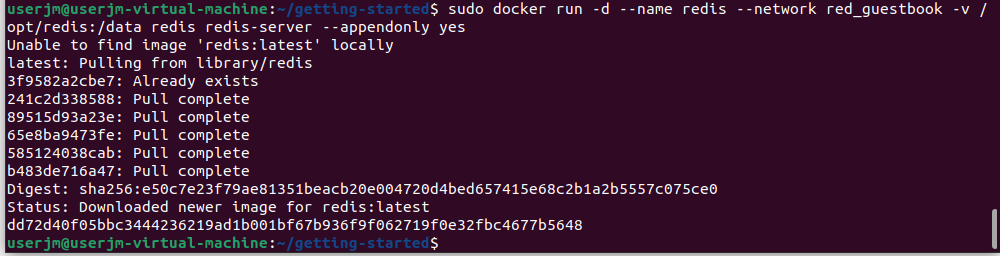 userjm@userjm-virtual-machine:~/getting-started$ sudo docker run -d --name redis --network red_guestbook -v /
opt/redis:/data redis redis-server --appendonly yes
Unable to find image 'redis:latest' locally
latest: Pulling from library/redis
3f9582a2cbe7: Already exists
241c2d338588: Pull complete
89515d93a23e: Pull complete
65e8ba9473fe: Pull complete
585124038cab: Pull complete
b483de716a47: Pull complete
Digest: sha256:e50c7e23f79ae81351beacb20e004720d4bed657415e68c2b1a2b5557c075ce0
Status: Downloaded newer image for redis:latest
dd72d40f05bbc3444236219ad1b001bf67b936f9f062719f0e32fbc4677b5648
userjm@userjm-virtual-machine:~/getting-started$